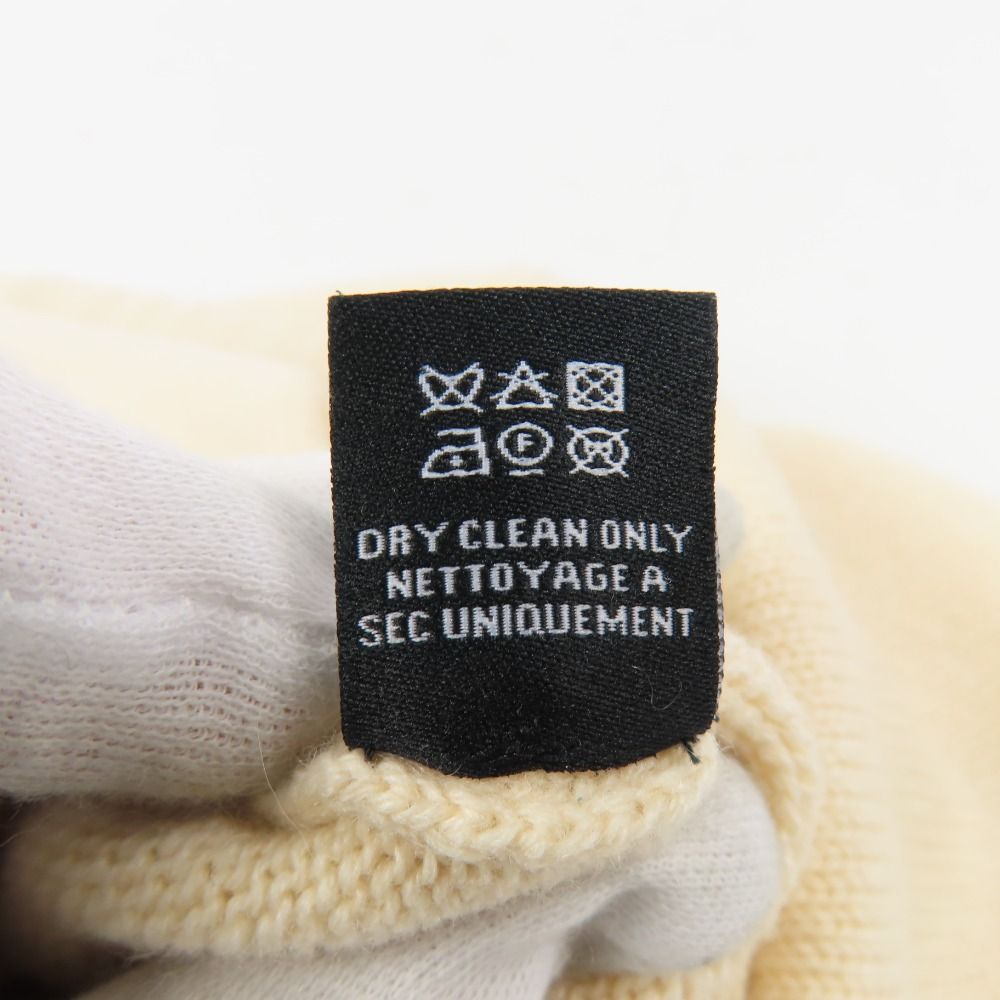 F
W
DRY CLEAN ONLY
NETTOYAGE A
SEC UNIQUEMENT